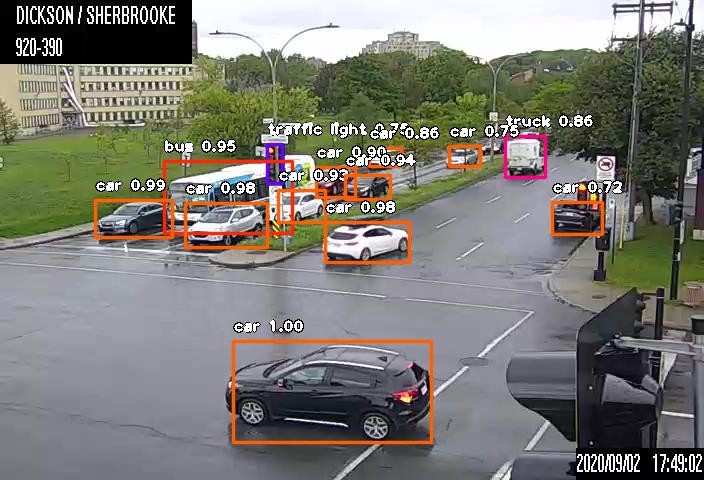 DICKSON / SHERBROOKE
920-390
traffic light 0.75
car 0.86
car 0.75
truck 0.86
bus 0.95
car 0.90
car 0.94
car 0.99
car 0.98
car 0.93
car 0.98
car 0.72
car 1.00
2020/09/02 17:49:02